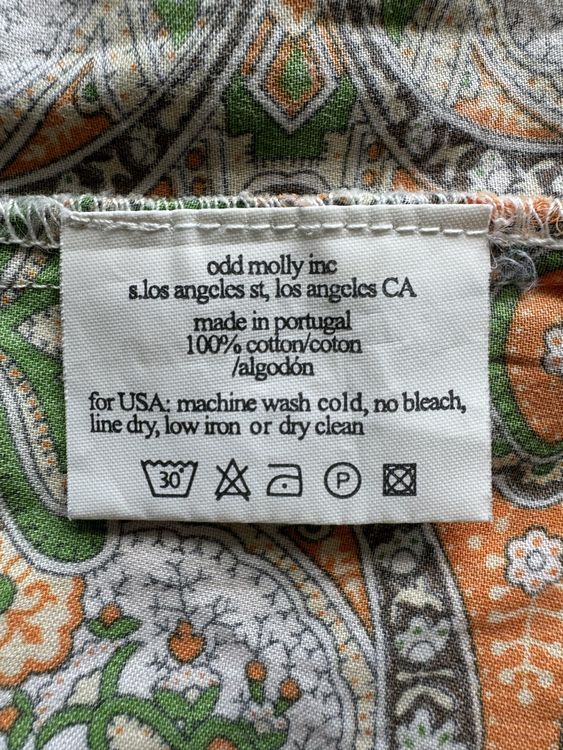 odd molly inc
s.los angeles st, los angeles CA
made in portugal
100% cotton/coton
/algodón
for USA: machine wash cold, no bleach,
line dry, low iron or dry clean
30°
P